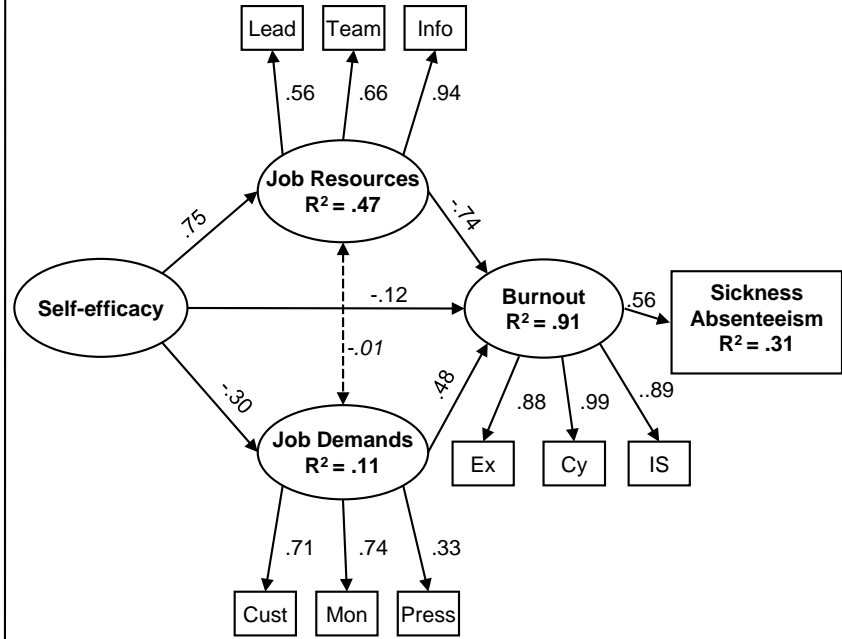 Lead
Team
Info
.56
.66
.94
Job Resources
R² = .47
.75
-.74
Self-efficacy
-.12
Burnout
R² = .91
.56
Sickness
Absenteeism
R² = .31
-.01
-.30
.48
.88
.99
..89
Job Demands
R² = .11
Ex
Cy
IS
.71
.74
.33
Cust
Mon
Press